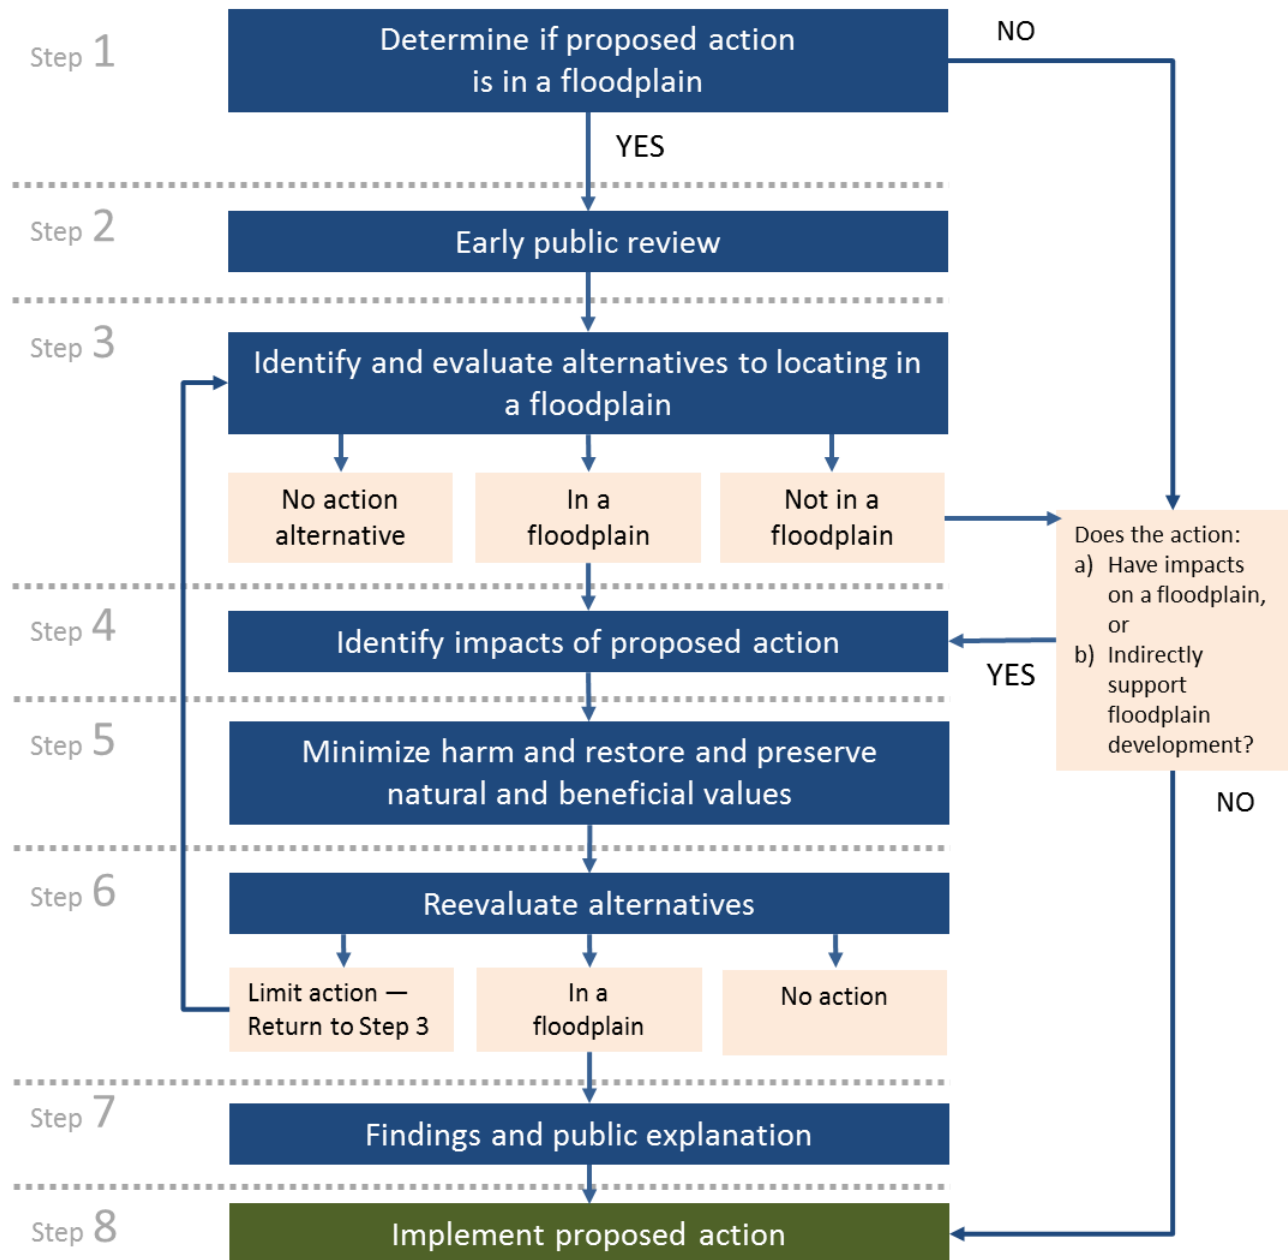 Step 1
Determine if proposed action
is in a floodplain
NO
YES
Step 2
Early public review
Step 3
Identify and evaluate alternatives to locating in
a floodplain
No action
alternative
In a
floodplain
Not in a
floodplain
Does the action:
a) Have impacts
on a floodplain,
or
b) Indirectly
support
floodplain
development?
Step 4
Identify impacts of proposed action
YES
Step 5
Minimize harm and restore and preserve
natural and beneficial values
NO
Step 6
Reevaluate alternatives
Limit action —
Return to Step 3
In a
floodplain
No action
Step 7
Findings and public explanation
Step 8
Implement proposed action